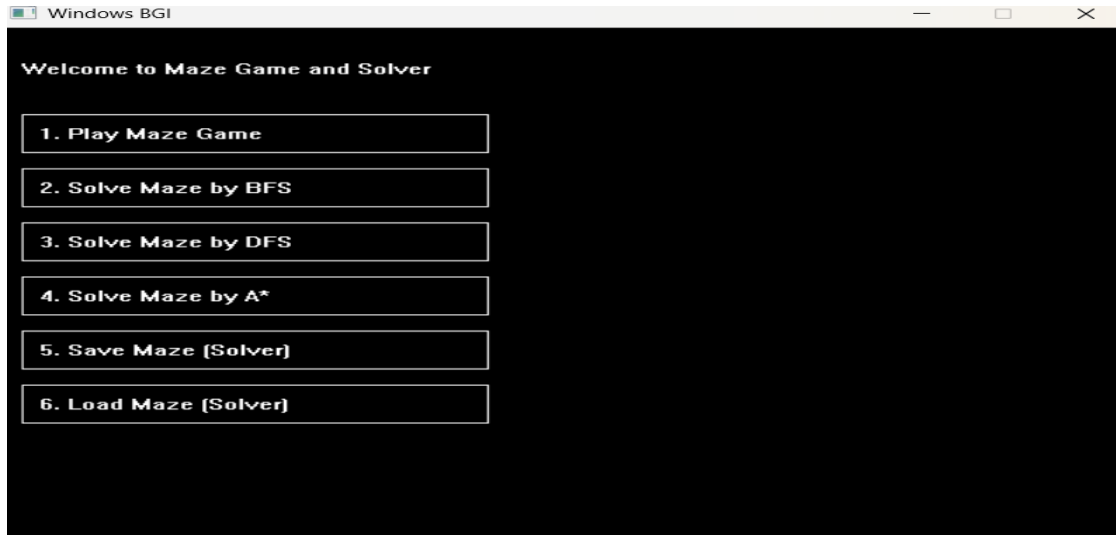 Windows BGI
Welcome to Maze Game and Solver
1. Play Maze Game
2. Solve Maze by BFS
3. Solve Maze by DFS
4. Solve Maze by A*
5. Save Maze (Solver)
6. Load Maze (Solver)